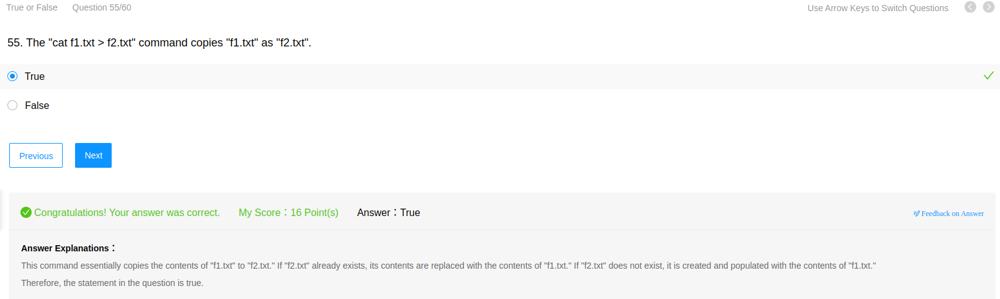 True or False Question 55/60 Use Arrow Keys to Switch Questions
55. The "cat f1.txt > f2.txt" command copies "f1.txt" as "f2.txt".
True
False
Previous Next
Congratulations! Your answer was correct. My Score：16 Point(s) Answer：True Feedback on Answer
Answer Explanations：
This command essentially copies the contents of "f1.txt" to "f2.txt." If "f2.txt" already exists, its contents are replaced with the contents of "f1.txt." If "f2.txt" does not exist, it is created and populated with the contents of "f1.txt."
Therefore, the statement in the question is true.